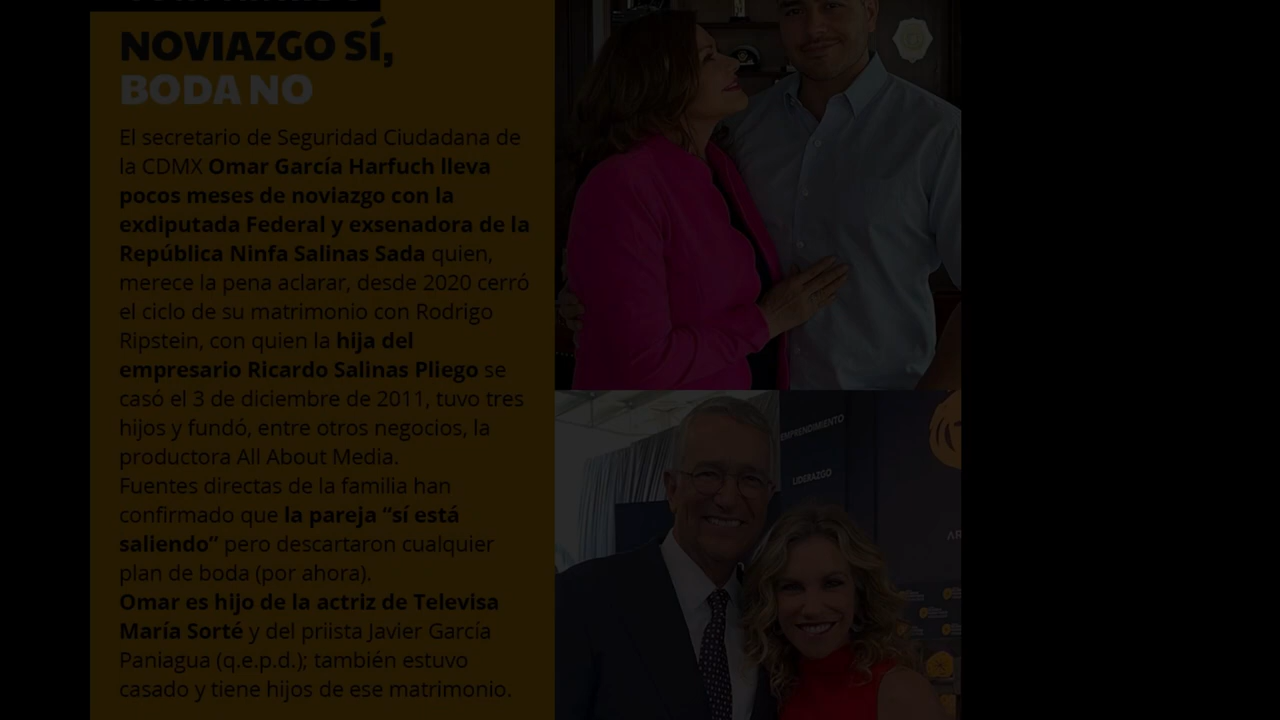 NOVIAZGO SÍ,
BODA NO
El secretario de Seguridad Ciudadana de
la CDMX Omar García Harfuch lleva
pocos meses de noviazgo con la
exdiputada Federal y exsenadora de la
República Ninfa Salinas Sada quien,
merece la pena aclarar, desde 2020 cerró
el ciclo de su matrimonio con Rodrigo
Ripstein, con quien la hija del
empresario Ricardo Salinas Pliego se
casó el 3 de diciembre de 2011, tuvo tres
hijos y fundó, entre otros negocios, la
productora All About Media.
Fuentes directas de la familia han
confirmado que la pareja “sí está
saliendo” pero descartaron cualquier
plan de boda (por ahora).
Omar es hijo de la actriz de Televisa
María Sorté y del priista Javier García
Paniagua (q.e.p.d.); también estuvo
casado y tiene hijos de ese matrimonio.
EMPRENDIMIENTO
LIDERAZGO